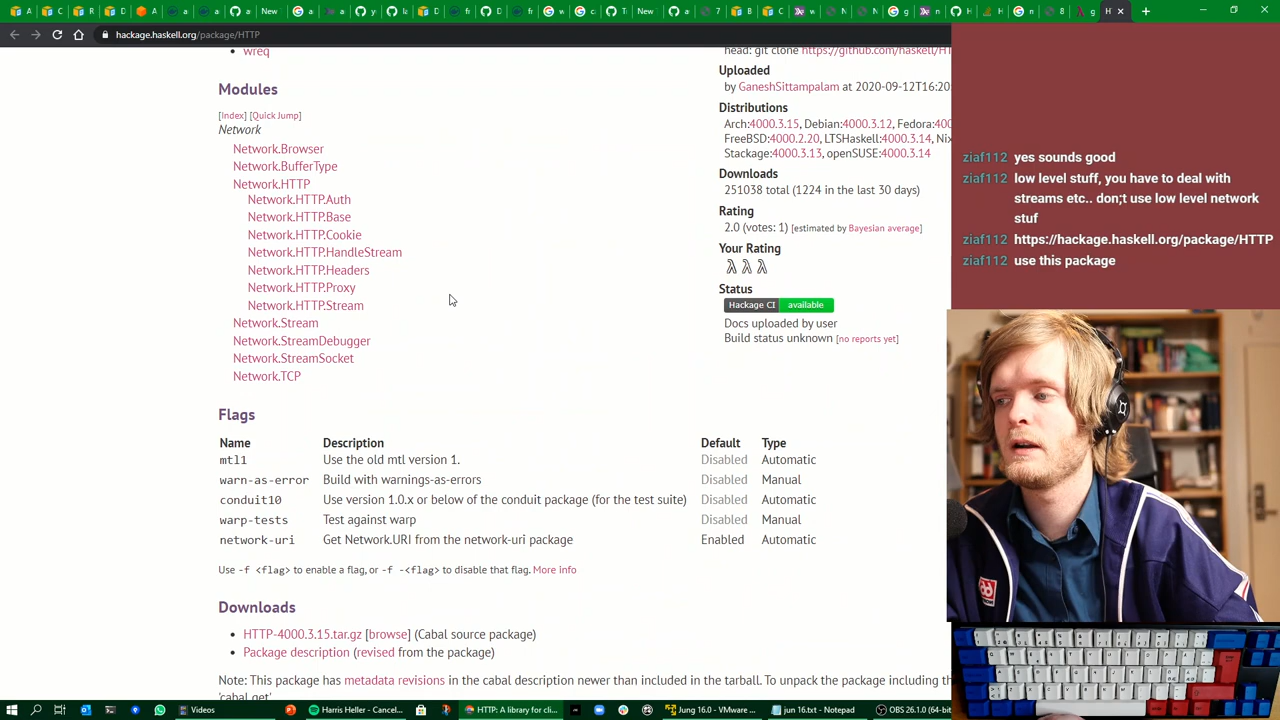 New
hackage.haskell.org/package/HTTP
wreq
Modules
[Index] [Quick Jump]
Network
Network.Browser
Network.BufferType
Network.HTTP
Network.HTTP.Auth
Network.HTTP.Base
Network.HTTP.Cookie
Network.HTTP.HandleStream
Network.HTTP.Headers
Network.HTTP.Proxy
Network.HTTP.Stream
Network.Stream
Network.StreamDebugger
Network.StreamSocket
Network.TCP
Flags
Name Description Default Type
mtl1 Use the old mtl version 1. Disabled Automatic
warn-as-error Build with warnings-as-errors Disabled Manual
conduit10 Use version 1.0.x or below of the conduit package (for the test suite) Disabled Automatic
warp-tests Test against warp Disabled Manual
network-uri Get Network.URI from the network-uri package Enabled Automatic
Use -f <flag> to enable a flag, or -f -<flag> to disable that flag. More info
Downloads
HTTP-4000.3.15.tar.gz [browse] (Cabal source package)
Package description (revised from the package)
Note: This package has metadata revisions in the cabal description newer than included in the tarball. To unpack the package including the
'cabal get'
head: git clone https://github.com/haskell/H
Uploaded
by GaneshSittampalam at 2020-09-12T16:20
Distributions
Arch:4000.3.15, Debian:4000.3.12, Fedora:400
FreeBSD:4000.2.20, LTSHaskell:4000.3.14, Nix
Stackage:4000.3.13, openSUSE:4000.3.14
Downloads
251038 total (1224 in the last 30 days)
Rating
2.0 (votes: 1) [estimated by Bayesian average]
Your Rating
λ λ λ
Status
Hackage CI available
Docs uploaded by user
Build status unknown [no reports yet]
ziaf112 yes sounds good
ziaf112 low level stuff, you have to deal with
streams etc.. don;t use low level network
stuf
ziaf112 https://hackage.haskell.org/package/HTTP
ziaf112 use this package
Videos
Harris Heller - Cancel...
HTTP: A library for cli...
Jung 16.0 - VMware ...
jun 16.txt - Notepad
OBS 26.1.0 (64-bit